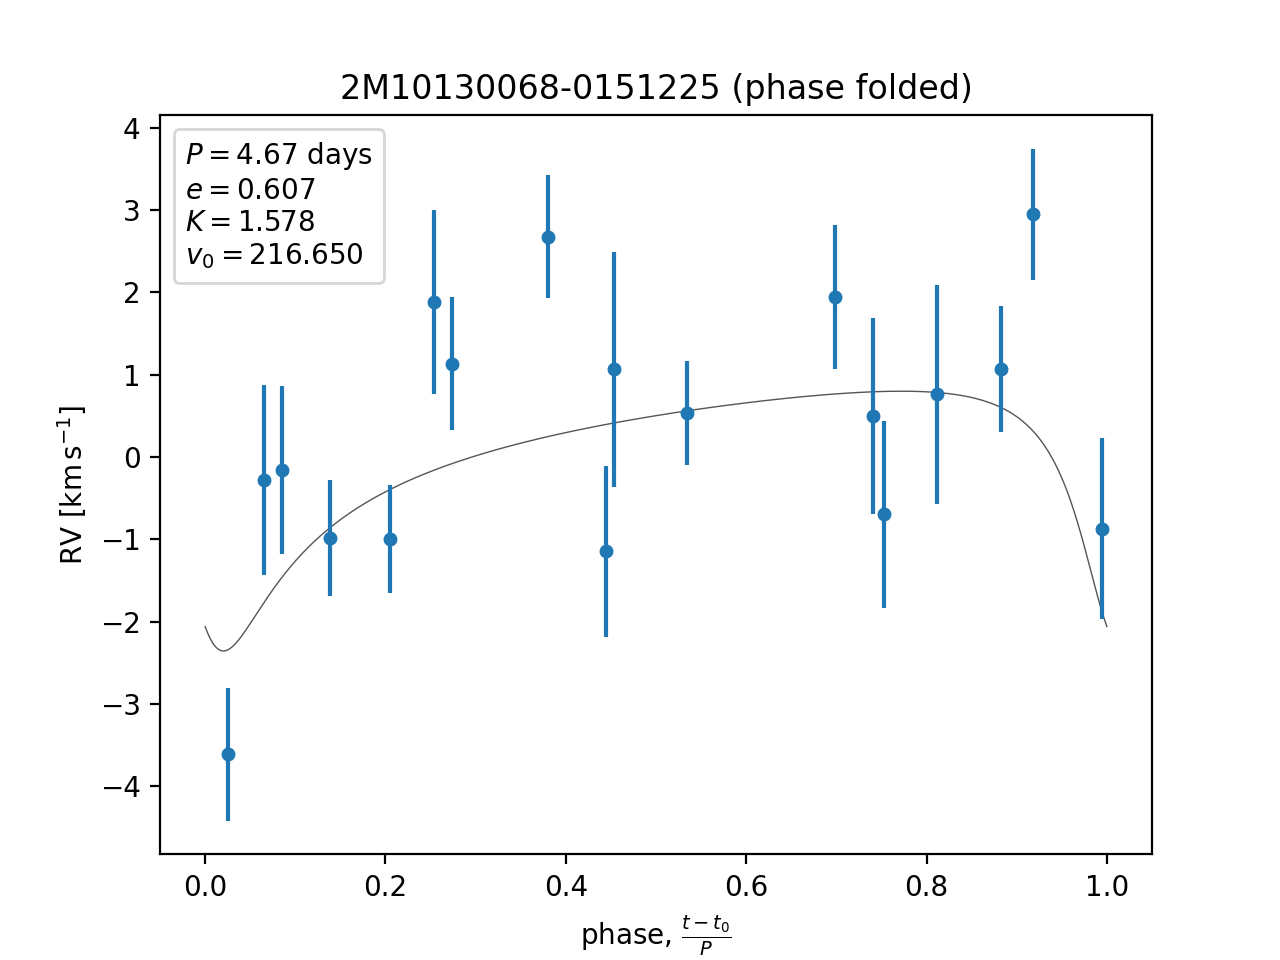 2M10130068-0151225 (phase folded)
P = 4.67 days
e = 0.607
K = 1.578
v₀ = 216.650
4
3
2
1
0
−1
−2
−3
−4
RV [km s⁻¹]
0.0 0.2 0.4 0.6 0.8 1.0
phase, (t − t₀)/P